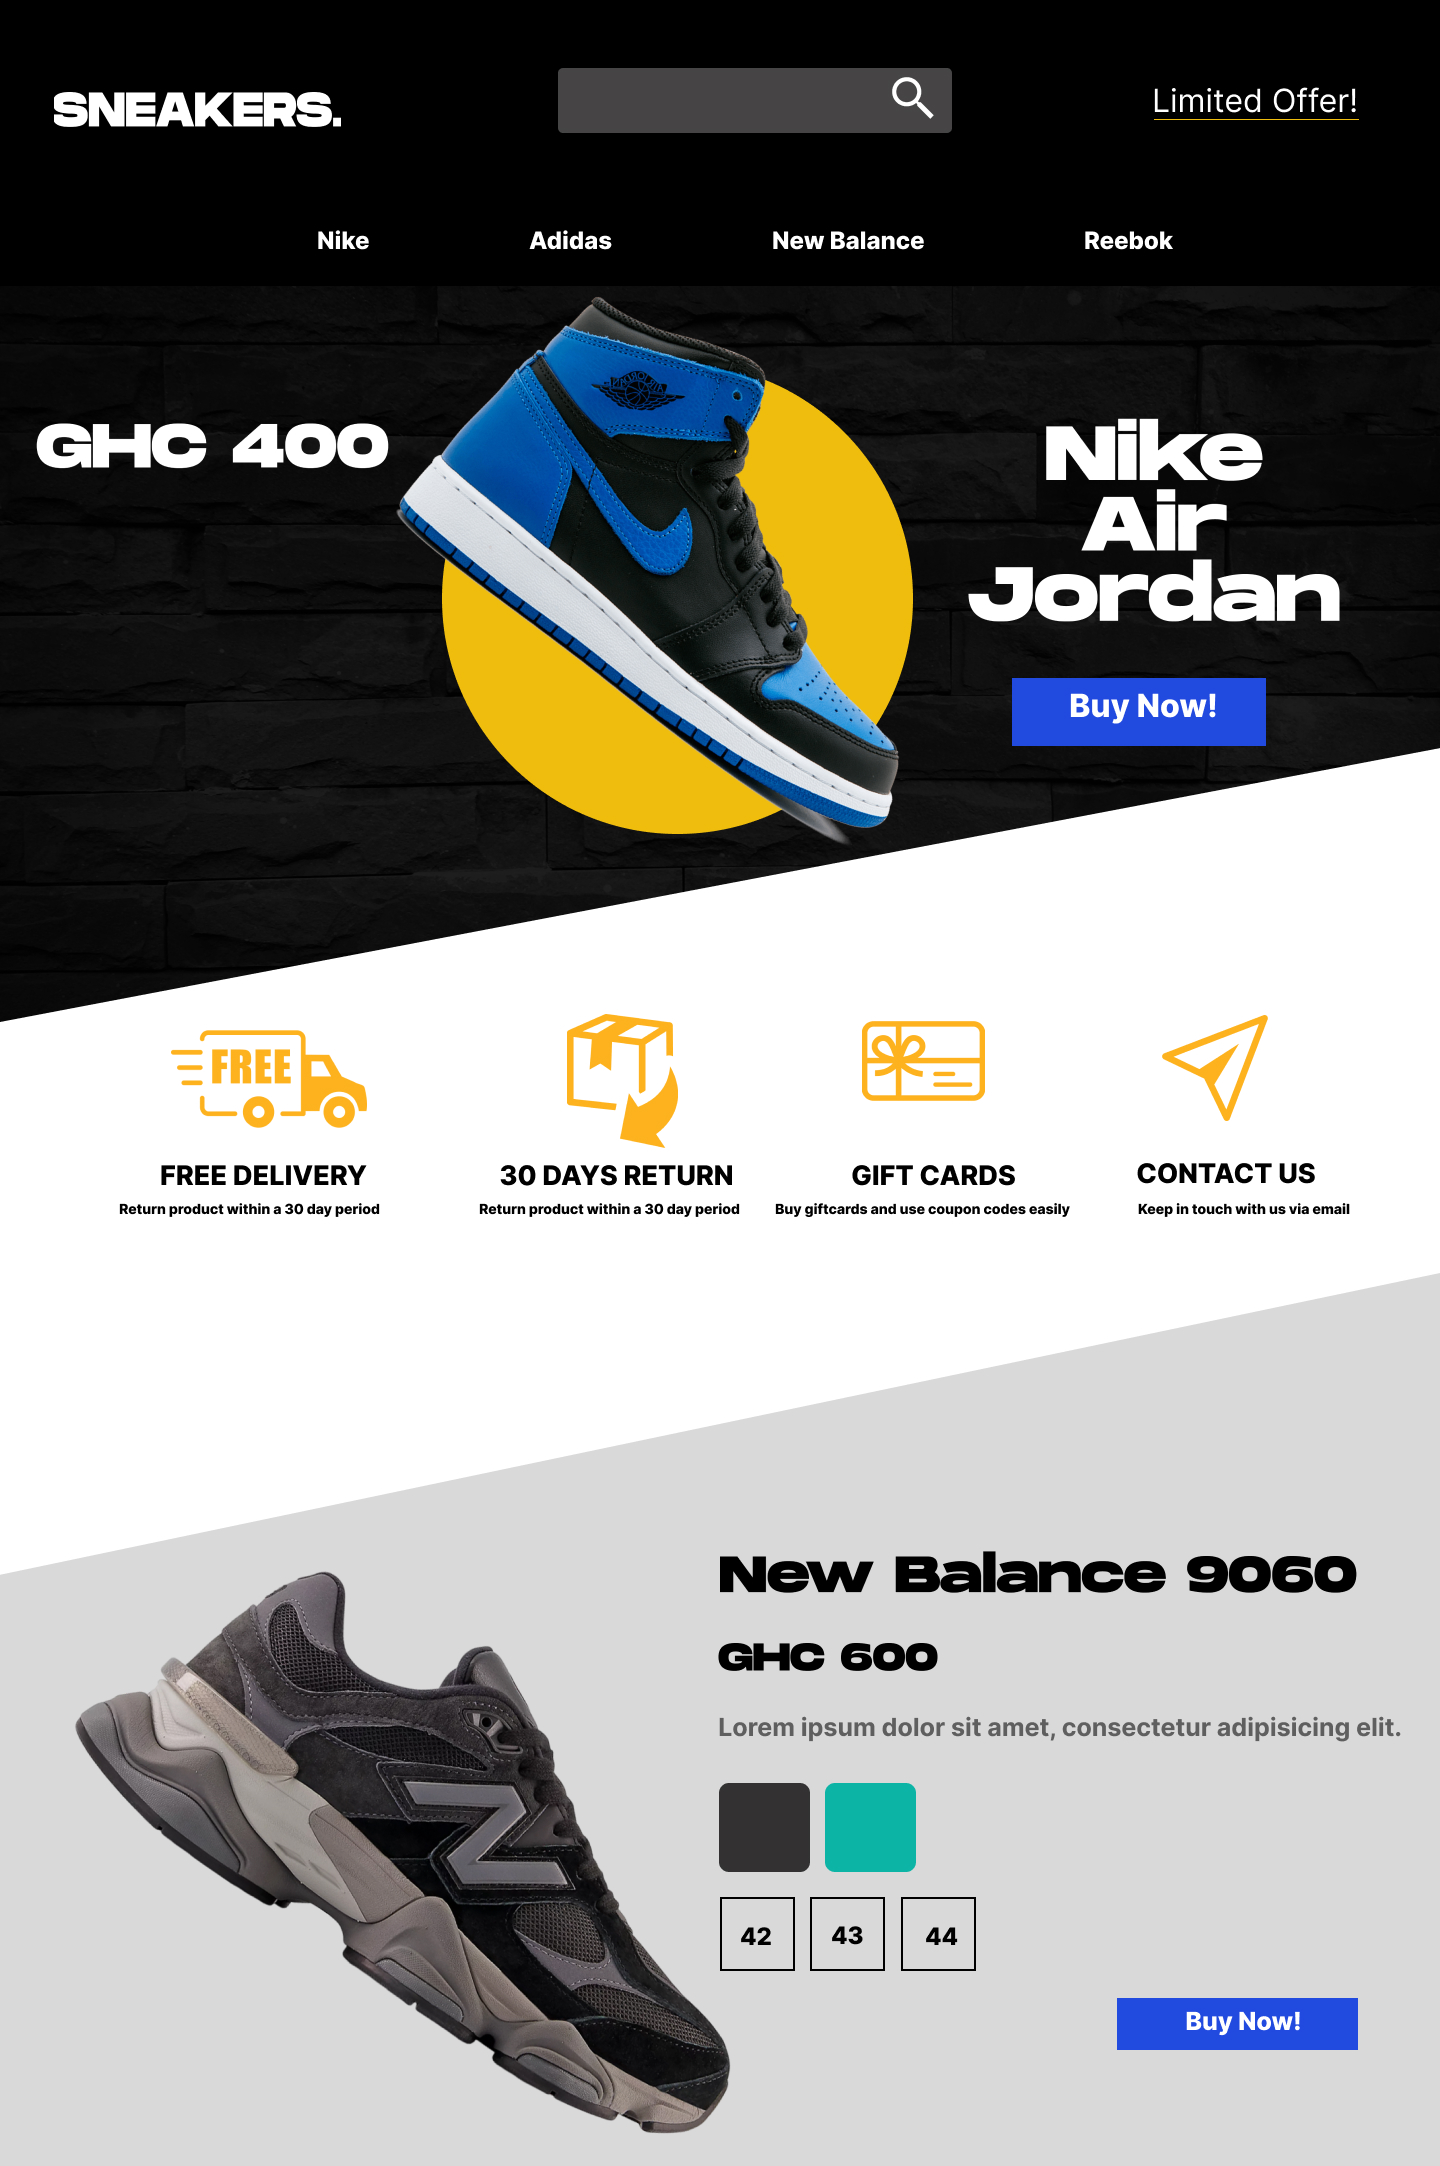 SNEAKERS.
Limited Offer!
Nike Adidas New Balance Reebok
GHC 400
Nike
Air
Jordan
Buy Now!
FREE
FREE DELIVERY
Return product within a 30 day period
30 DAYS RETURN
Return product within a 30 day period
GIFT CARDS
Buy giftcards and use coupon codes easily
CONTACT US
Keep in touch with us via email
New Balance 9060
GHC 600
Lorem ipsum dolor sit amet, consectetur adipisicing elit.
42 43 44
Buy Now!